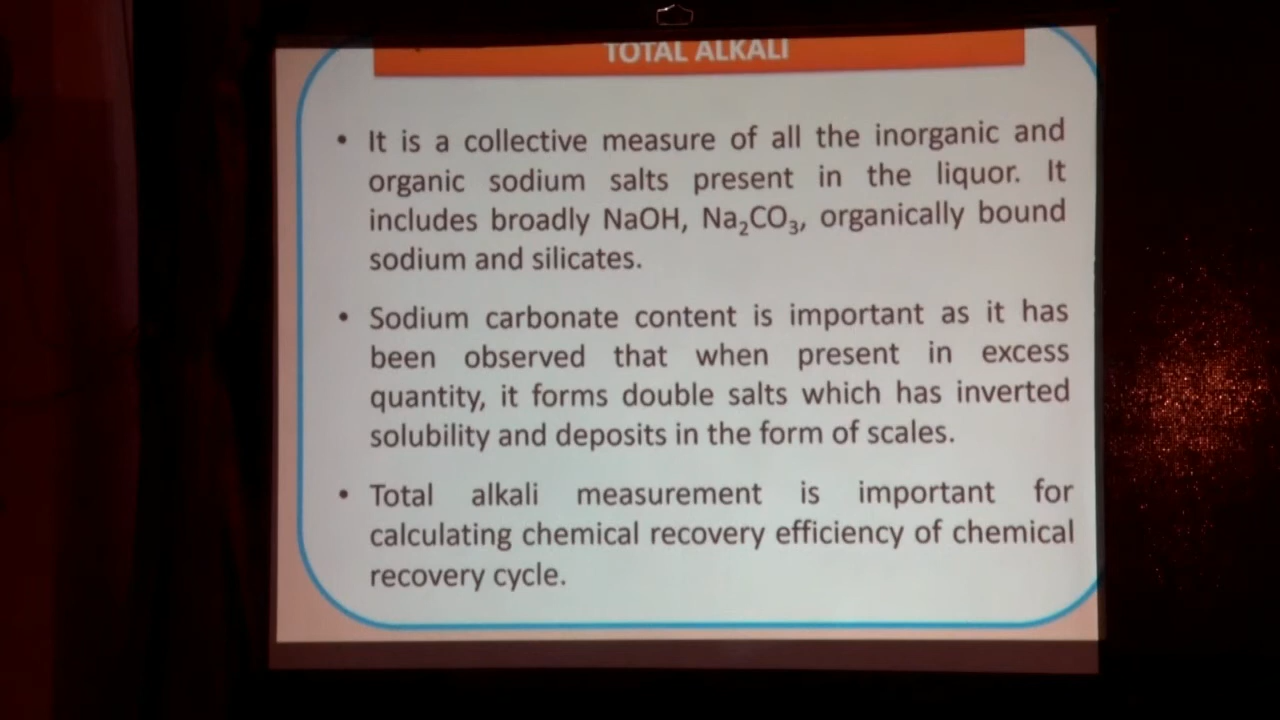 TOTAL ALKALI
• It is a collective measure of all the inorganic and
organic sodium salts present in the liquor. It
includes broadly NaOH, Na₂CO₃, organically bound
sodium and silicates.
• Sodium carbonate content is important as it has
been observed that when present in excess
quantity, it forms double salts which has inverted
solubility and deposits in the form of scales.
• Total alkali measurement is important for
calculating chemical recovery efficiency of chemical
recovery cycle.